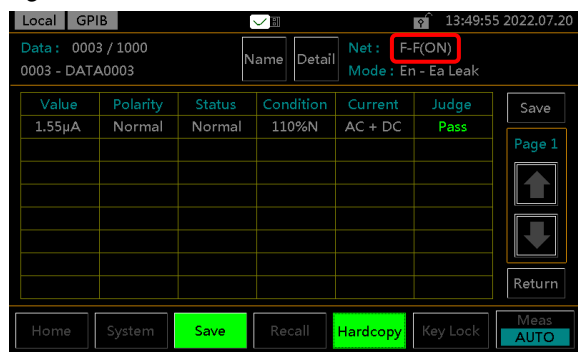 Local GPIB 13:49:55 2022.07.20
Data : 0003 / 1000 Name Detail Net : F-F(ON)
0003 - DATA0003 Mode : En - Ea Leak
Value Polarity Status Condition Current Judge Save
1.55μA Normal Normal 110%N AC + DC Pass
Page 1
Return
Home System Save Recall Hardcopy Key Lock Meas
AUTO